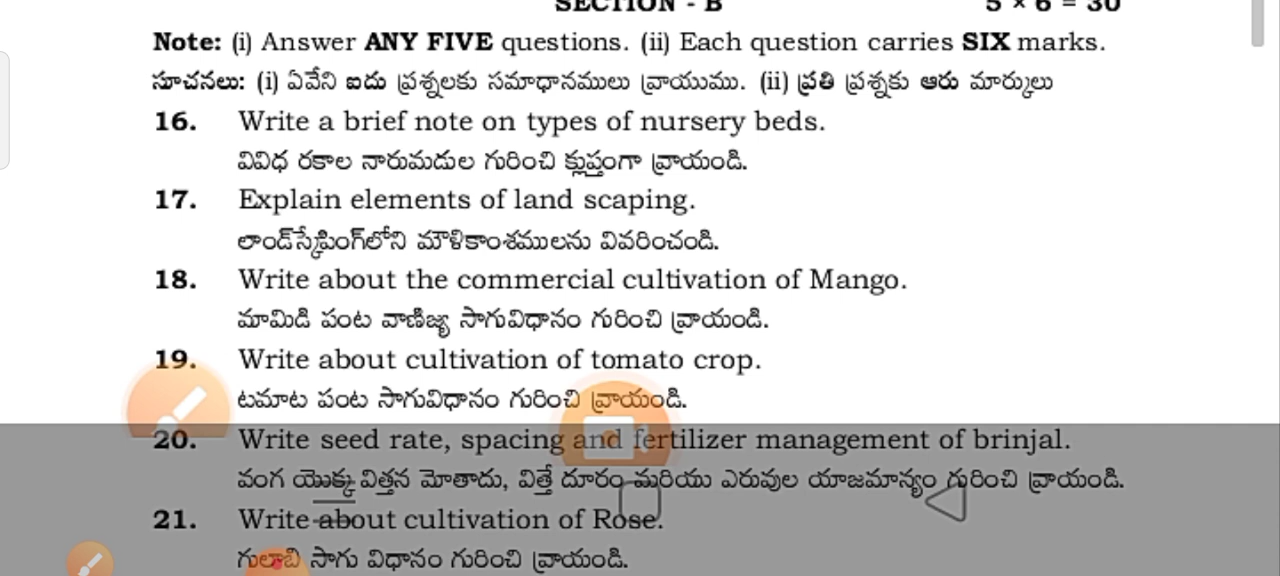 SECTION - B 5 × 6 = 30
Note: (i) Answer ANY FIVE questions. (ii) Each question carries SIX marks.
సూచనలు: (i) ఏవేని ఐదు ప్రశ్నలకు సమాధానములు వ్రాయుము. (ii) ప్రతి ప్రశ్నకు ఆరు మార్కులు
16. Write a brief note on types of nursery beds.
వివిధ రకాల నారుమడుల గురించి క్లుప్తంగా వ్రాయండి.
17. Explain elements of land scaping.
లాండ్‌స్కేపింగ్‌లోని మౌళికాంశములను వివరించండి.
18. Write about the commercial cultivation of Mango.
మామిడి పంట వాణిజ్య సాగువిధానం గురించి వ్రాయండి.
19. Write about cultivation of tomato crop.
టమాట పంట సాగువిధానం గురించి వ్రాయండి.
20. Write seed rate, spacing and fertilizer management of brinjal.
వంగ యొక్క విత్తన మోతాదు, విత్తే దూరం మరియు ఎరువుల యాజమాన్యం గురించి వ్రాయండి.
21. Write about cultivation of Rose.
గులాబి సాగు విధానం గురించి వ్రాయండి.